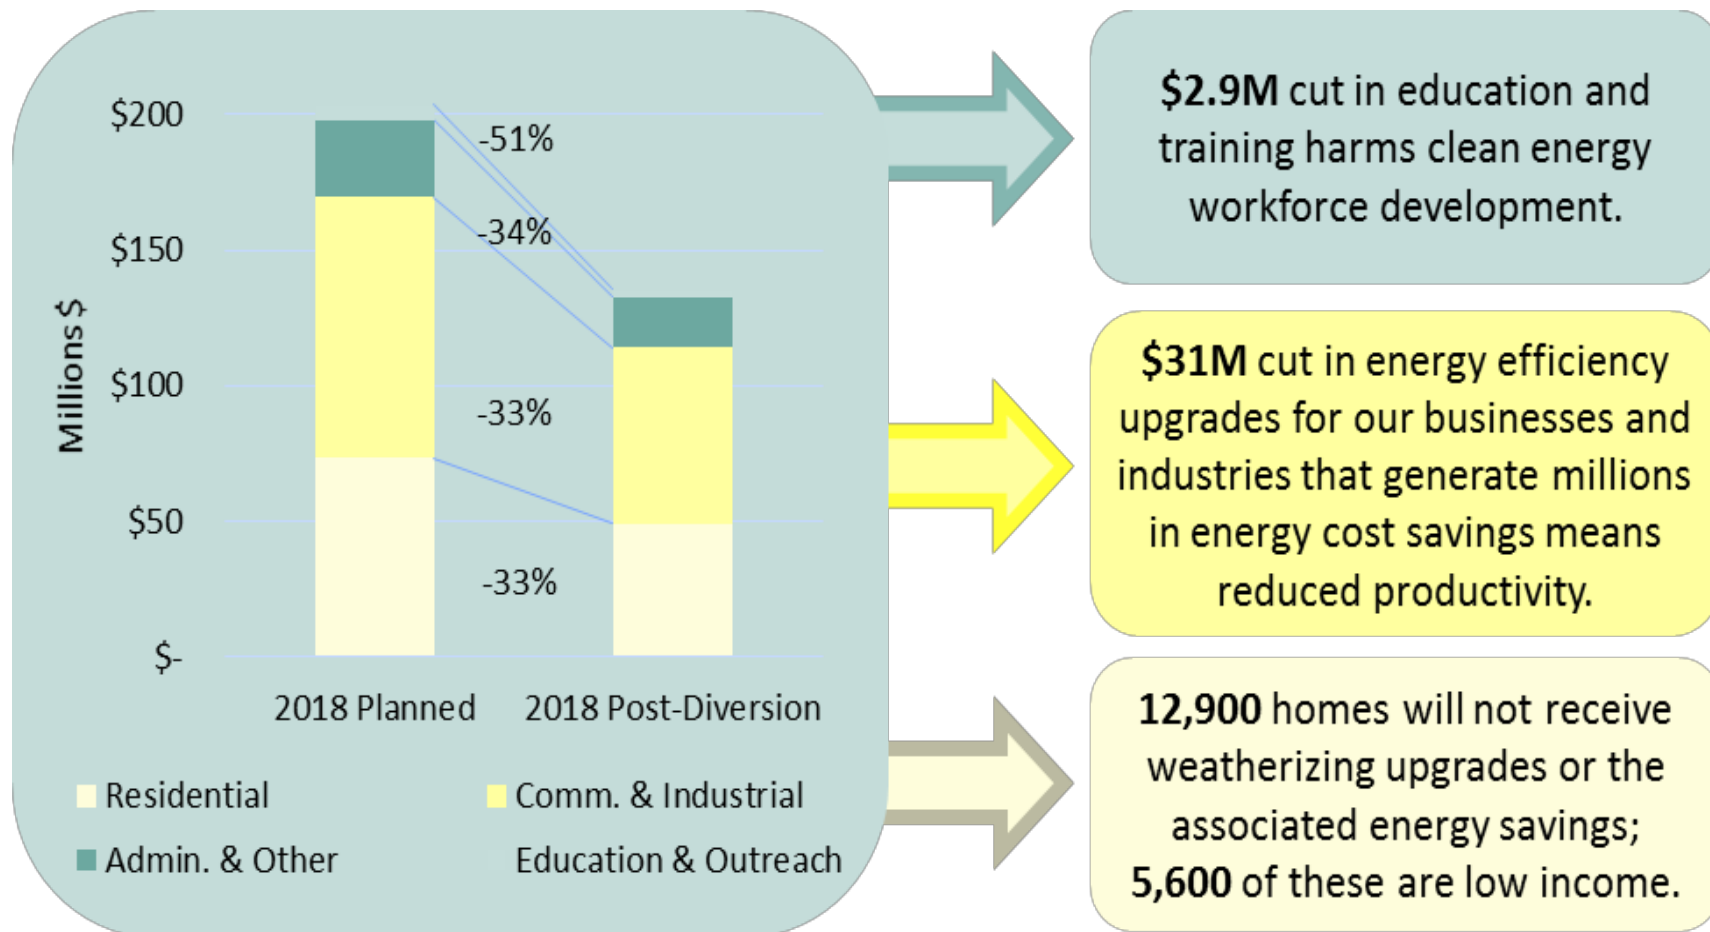 $200
$150
$100
$50
$-
Millions $
-51%
-34%
-33%
-33%
2018 Planned
2018 Post-Diversion
Residential
Comm. & Industrial
Admin. & Other
Education & Outreach
$2.9M cut in education and
training harms clean energy
workforce development.
$31M cut in energy efficiency
upgrades for our businesses and
industries that generate millions
in energy cost savings means
reduced productivity.
12,900 homes will not receive
weatherizing upgrades or the
associated energy savings;
5,600 of these are low income.